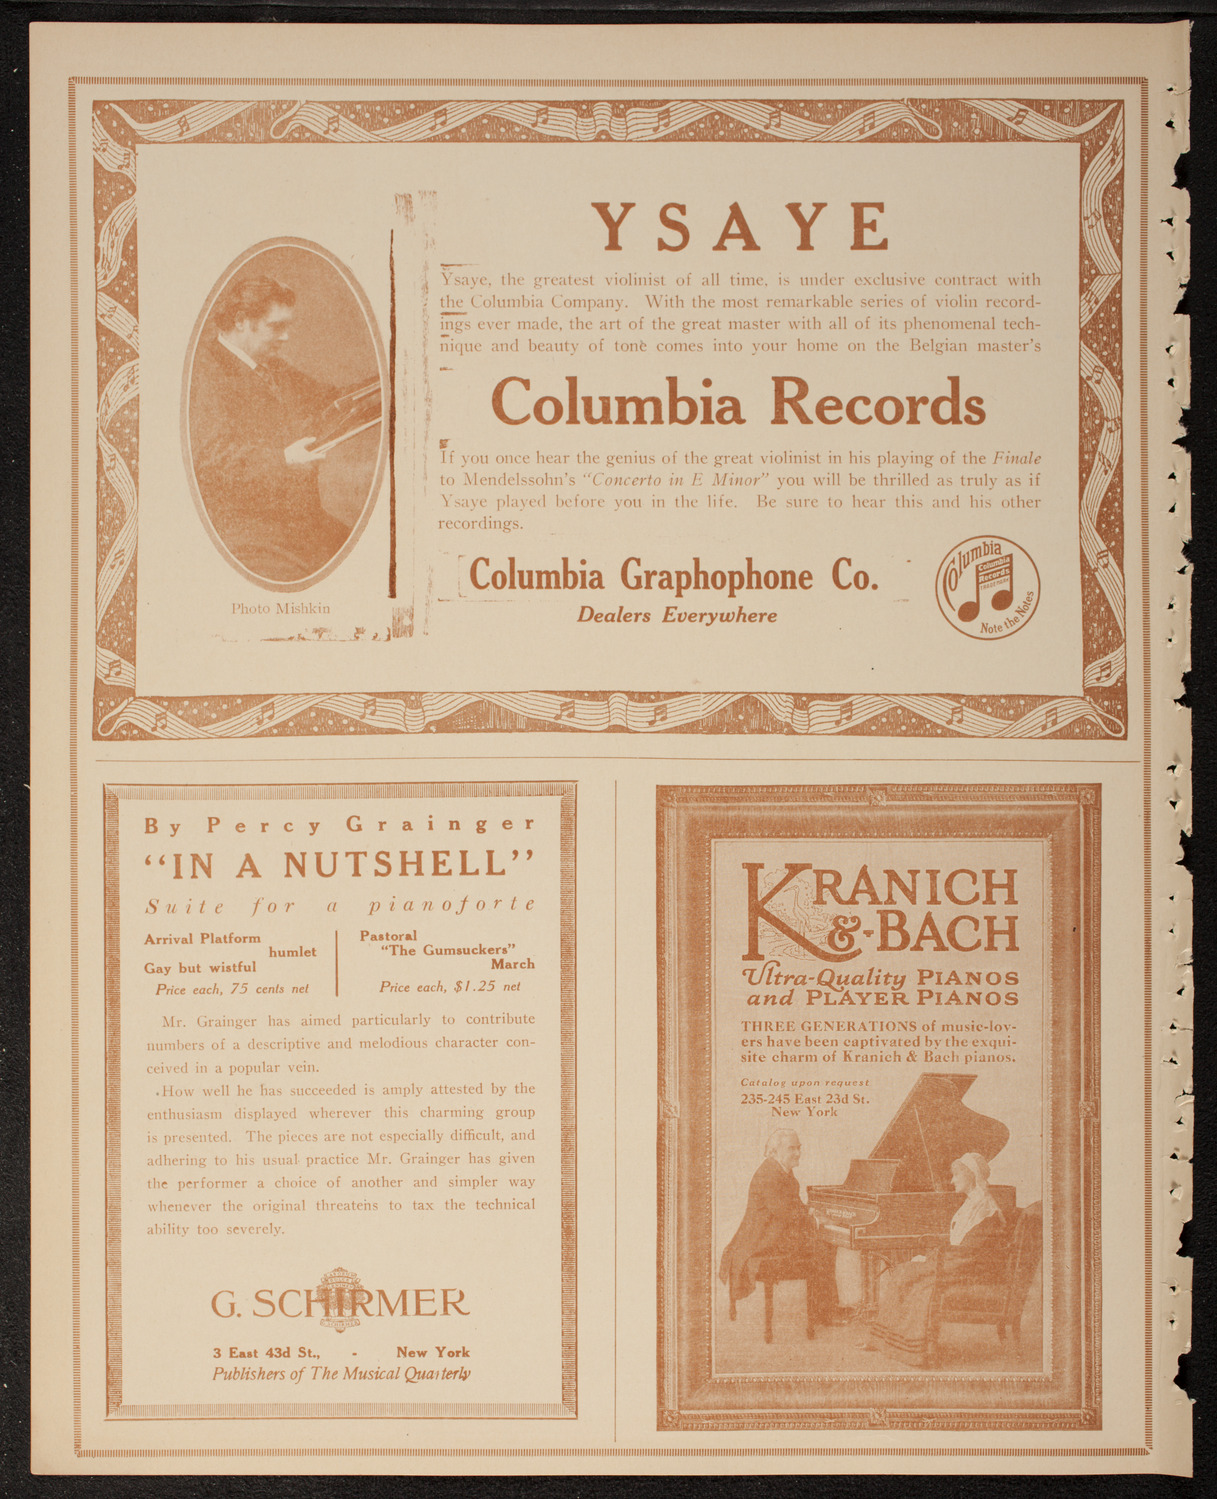 YSAYE
Ysaye, the greatest violinist of all time, is under exclusive contract with
the Columbia Company. With the most remarkable series of violin record-
ings ever made, the art of the great master with all of its phenomenal tech-
nique and beauty of tone comes into your home on the Belgian master's
Columbia Records
If you once hear the genius of the great violinist in his playing of the Finale
to Mendelssohn's "Concerto in E Minor" you will be thrilled as truly as if
Ysaye played before you in the life. Be sure to hear this and his other
recordings.
Columbia Graphophone Co.
Dealers Everywhere
Columbia
Columbia
Records
TRADE MARK
Note the Notes
Photo Mishkin
By Percy Grainger
"IN A NUTSHELL"
Suite for a pianoforte
Arrival Platform
humlet
Gay but wistful
Price each, 75 cents net
Pastoral
"The Gumsuckers"
March
Price each, $1.25 net
Mr. Grainger has aimed particularly to contribute
numbers of a descriptive and melodious character con-
ceived in a popular vein.
How well he has succeeded is amply attested by the
enthusiasm displayed wherever this charming group
is presented. The pieces are not especially difficult, and
adhering to his usual practice Mr. Grainger has given
the performer a choice of another and simpler way
whenever the original threatens to tax the technical
ability too severely.
G. SCHIRMER
3 East 43d St., - New York
Publishers of The Musical Quarterly
KRANICH
&-BACH
Ultra-Quality PIANOS
and PLAYER PIANOS
THREE GENERATIONS of music-lov-
ers have been captivated by the exqui-
site charm of Kranich & Bach pianos.
Catalog upon request
235-245 East 23d St.
New York